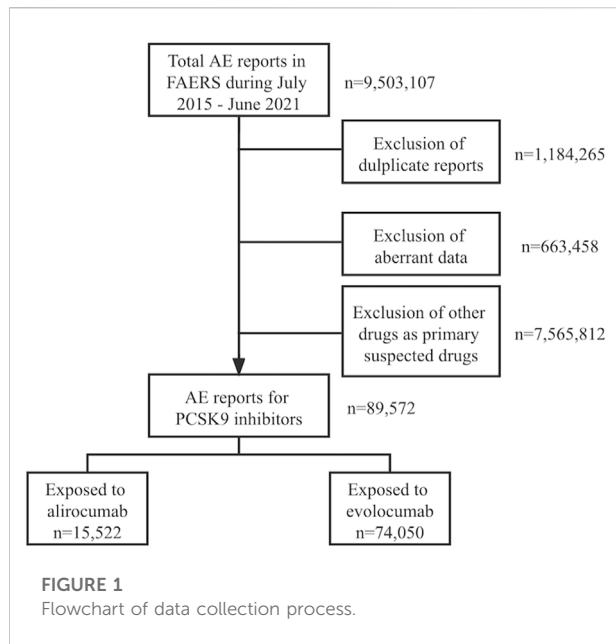 Total AE reports in
FAERS during July
2015 - June 2021
n=9,503,107
Exclusion of
dulplicate reports
n=1,184,265
Exclusion of
aberrant data
n=663,458
Exclusion of other
drugs as primary
suspected drugs
n=7,565,812
AE reports for
PCSK9 inhibitors
n=89,572
Exposed to
alirocumab
n=15,522
Exposed to
evolocumab
n=74,050
FIGURE 1
Flowchart of data collection process.